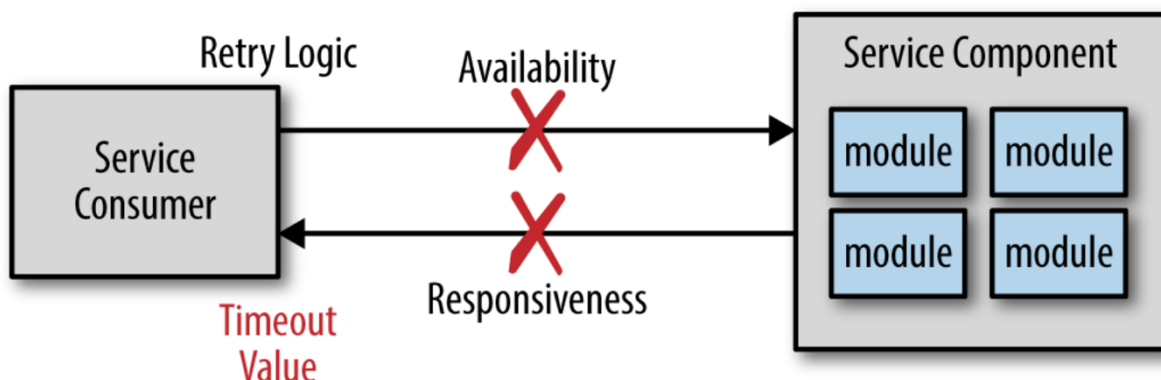 Retry Logic
Availability
Service Component
Service
Consumer
module module
module module
Responsiveness
Timeout
Value